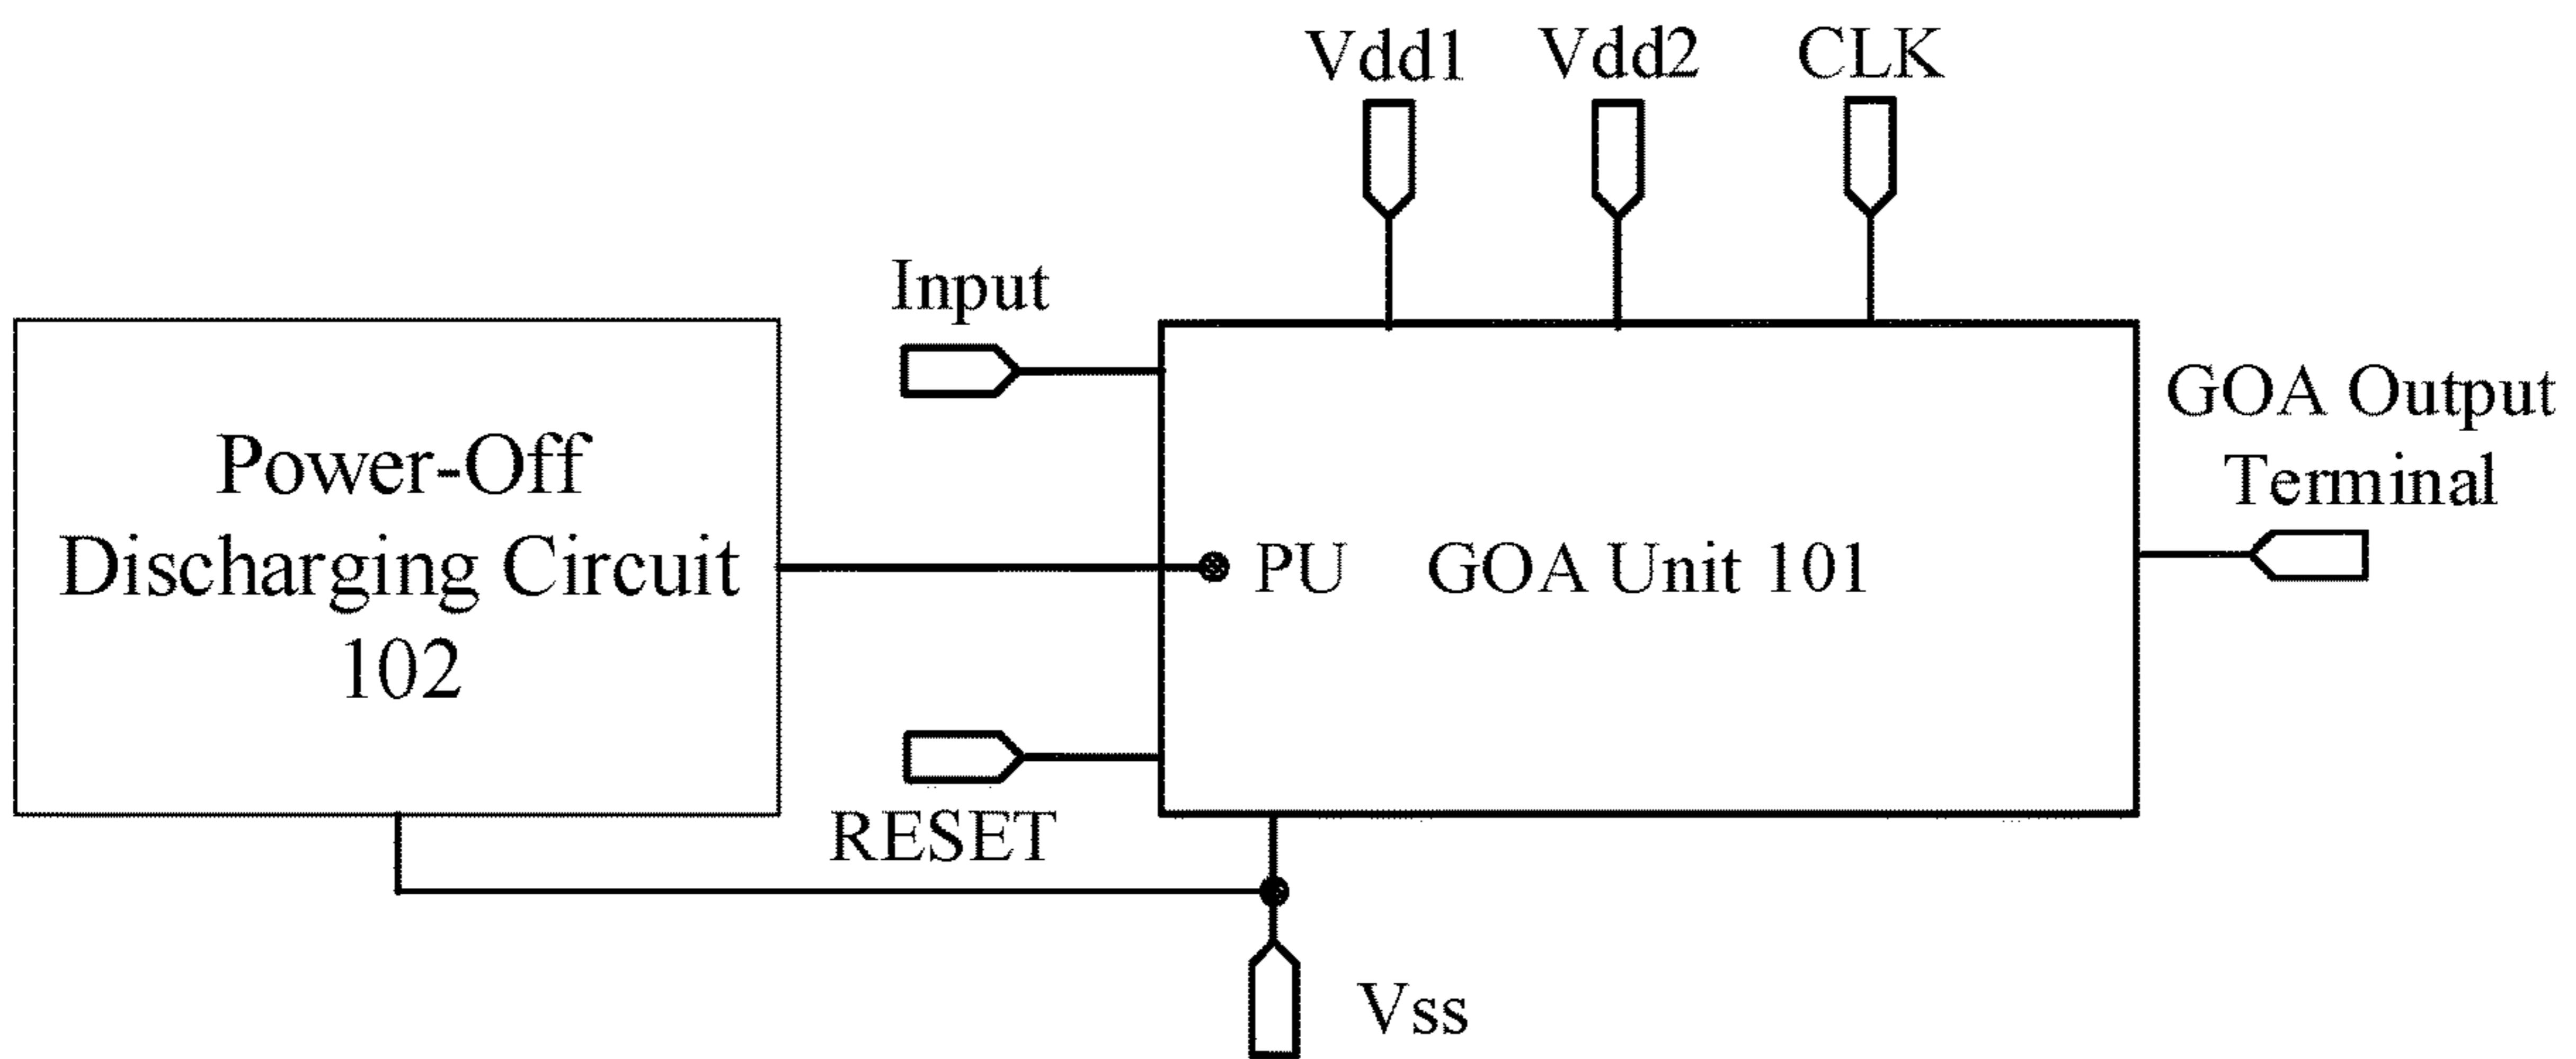 Vdd1 Vdd2 CLK
Input
GOA Output
Terminal
Power-Off
Discharging Circuit
102
PU GOA Unit 101
RESET
Vss